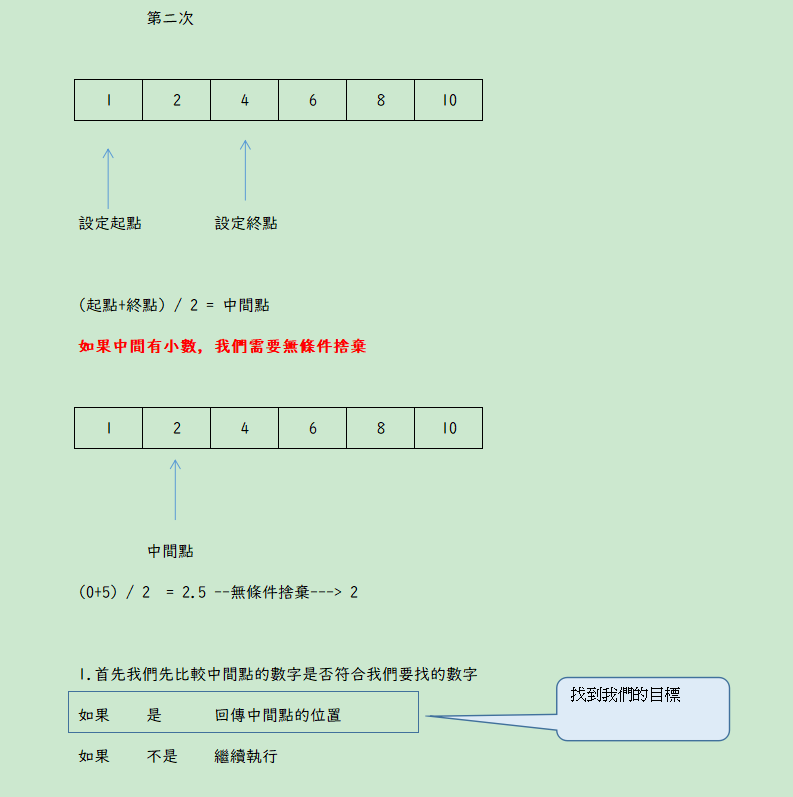 第二次
1 2 4 6 8 10
設定起點 設定終點
(起點+終點) / 2 = 中間點
如果中間有小數, 我們需要無條件捨棄
1 2 4 6 8 10
中間點
(0+5) / 2 = 2.5 --無條件捨棄---> 2
1.首先我們先比較中間點的數字是否符合我們要找的數字
如果 是 回傳中間點的位置
找到我們的目標
如果 不是 繼續執行